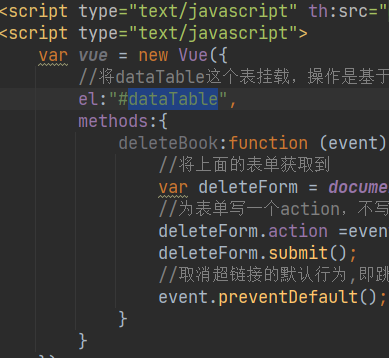 <script type="text/javascript" th:src="
<script type="text/javascript">
var vue = new Vue({
//将dataTable这个表挂载，操作是基于
el:"#dataTable",
methods:{
deleteBook:function (event)
//将上面的表单获取到
var deleteForm = docume
//为表单写一个action，不写
deleteForm.action =even
deleteForm.submit();
//取消超链接的默认行为,即跳
event.preventDefault();
}
}